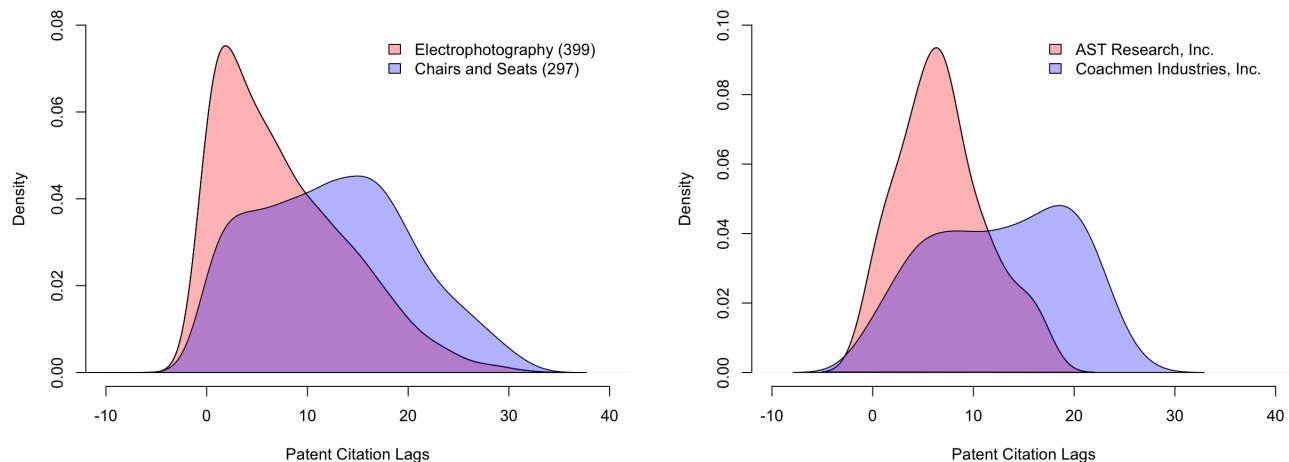 Electrophotography (399)
Chairs and Seats (297)
Density
0.00
0.02
0.04
0.06
0.08
-10
0
10
20
30
40
Patent Citation Lags
AST Research, Inc.
Coachmen Industries, Inc.
Density
0.00
0.02
0.04
0.06
0.08
0.10
-10
0
10
20
30
40
Patent Citation Lags